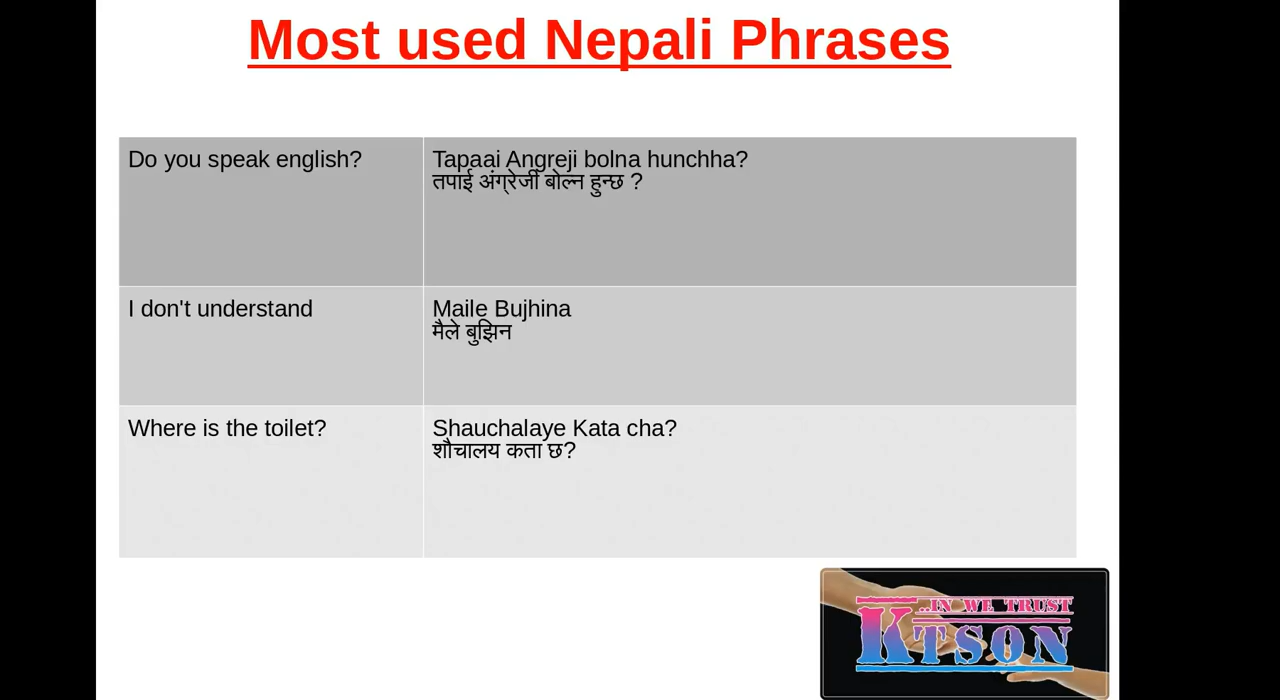 Most used Nepali Phrases
Do you speak english?
Tapaai Angreji bolna hunchha?
तपाई अंग्रेजी बोल्न हुन्छ ?
I don't understand
Maile Bujhina
मैले बुझिन
Where is the toilet?
Shauchalaye Kata cha?
शौचालय कता छ?
..IN WE TRUST
KTSON